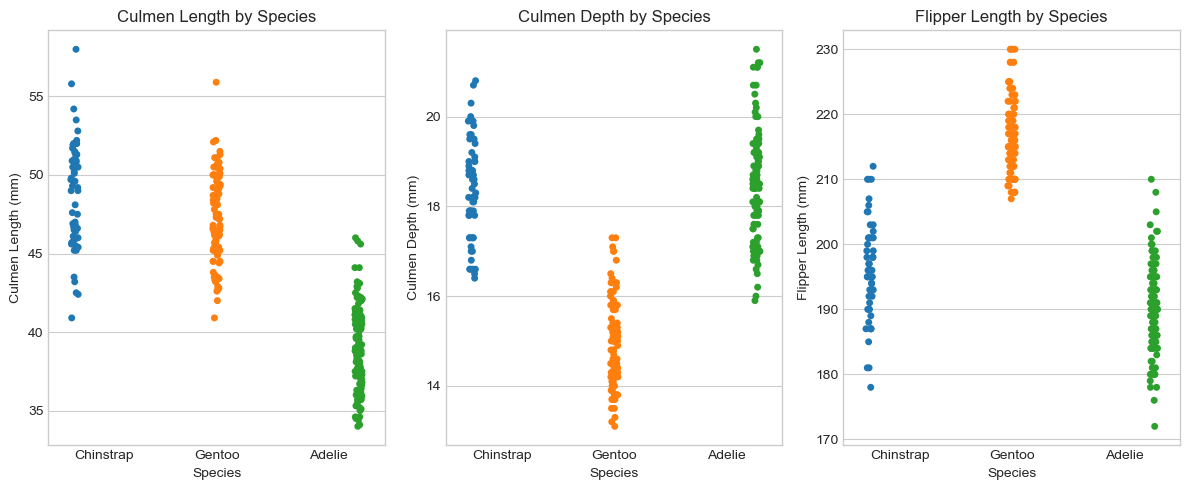 Culmen Length by Species
Culmen Length (mm)
55
50
45
40
35
Chinstrap Gentoo Adelie
Species
Culmen Depth by Species
Culmen Depth (mm)
20
18
16
14
Chinstrap Gentoo Adelie
Species
Flipper Length by Species
Flipper Length (mm)
230
220
210
200
190
180
170
Chinstrap Gentoo Adelie
Species